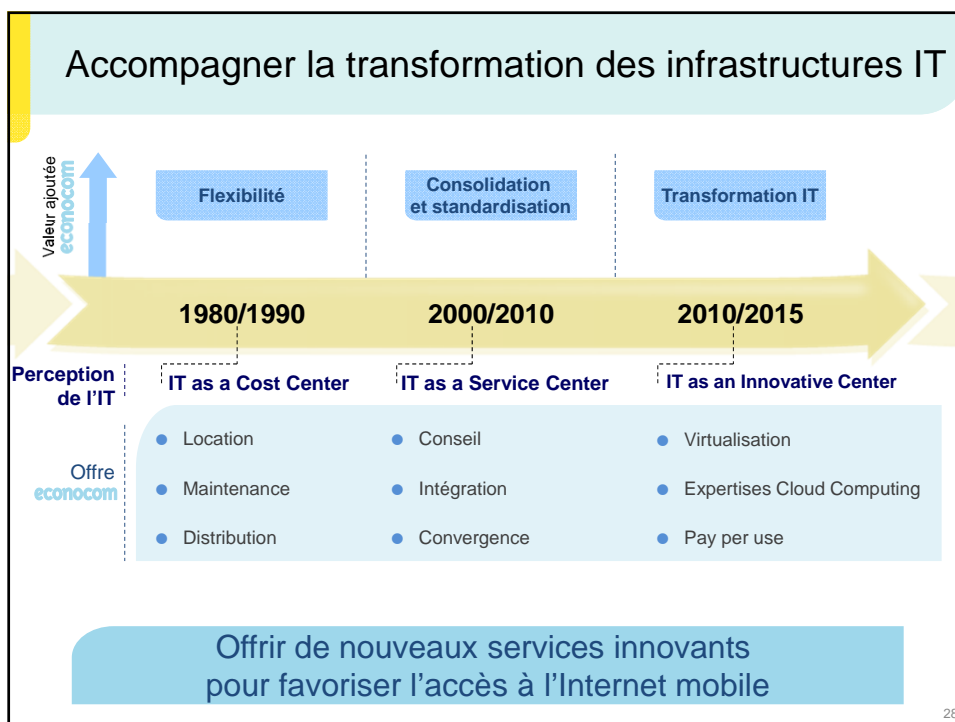 Accompagner la transformation des infrastructures IT
Valeur ajoutée
econocom
Flexibilité
Consolidation
et standardisation
Transformation IT
1980/1990
2000/2010
2010/2015
Perception
de l’IT
IT as a Cost Center
IT as a Service Center
IT as an Innovative Center
Offre
econocom
Location
Maintenance
Distribution
Conseil
Intégration
Convergence
Virtualisation
Expertises Cloud Computing
Pay per use
Offrir de nouveaux services innovants
pour favoriser l’accès à l’Internet mobile
28